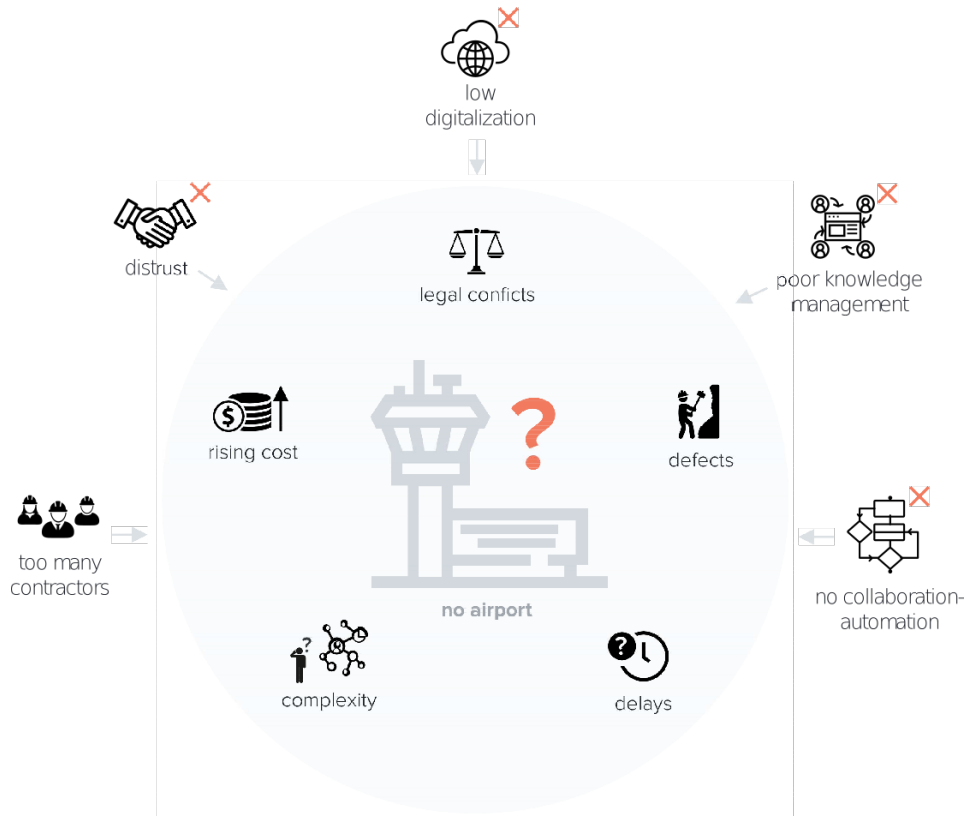 low
digitalization
distrust
poor knowledge
management
legal conficts
rising cost
?
defects
too many
contractors
no collaboration-
automation
no airport
?
complexity
?
delays